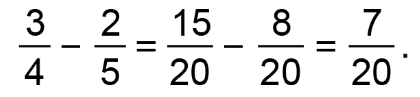 3/4 − 2/5 = 15/20 − 8/20 = 7/20.